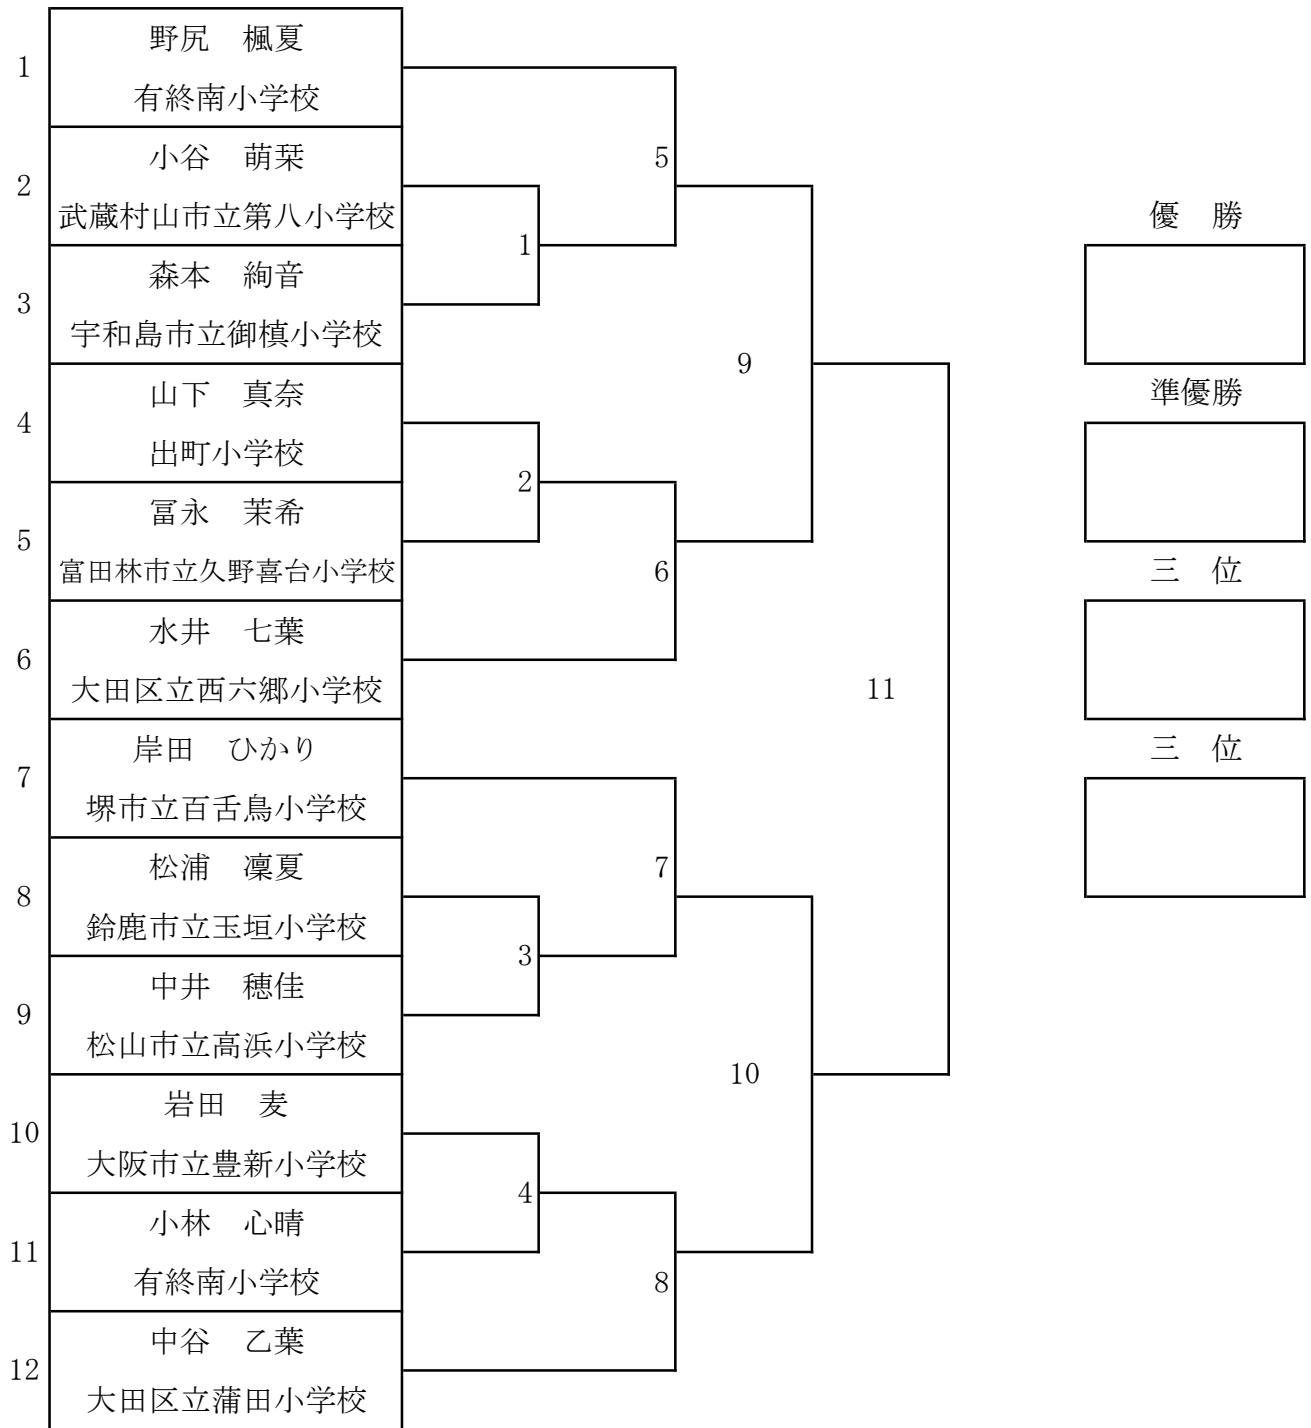 1
野尻　楓夏
有終南小学校
2
小谷　萌栞
武蔵村山市立第八小学校
3
森本　絢音
宇和島市立御槙小学校
4
山下　真奈
出町小学校
5
冨永　茉希
富田林市立久野喜台小学校
6
水井　七葉
大田区立西六郷小学校
7
岸田　ひかり
堺市立百舌鳥小学校
8
松浦　凜夏
鈴鹿市立玉垣小学校
9
中井　穂佳
松山市立高浜小学校
10
岩田　麦
大阪市立豊新小学校
11
小林　心晴
有終南小学校
12
中谷　乙葉
大田区立蒲田小学校
1
2
3
4
5
6
7
8
9
10
11
優　勝
準優勝
三　位
三　位